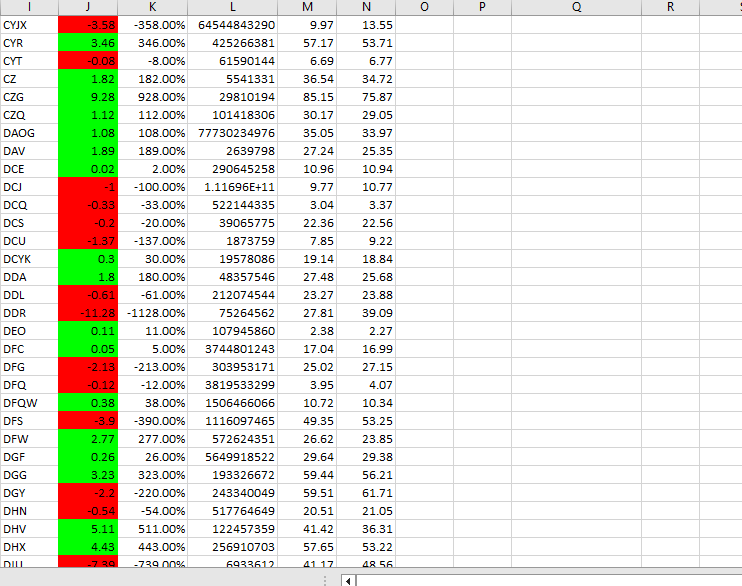 I J K L M N O P Q R
CYJX -3.58 -358.00% 64544843290 9.97 13.55
CYR 3.46 346.00% 425266381 57.17 53.71
CYT -0.08 -8.00% 61590144 6.69 6.77
CZ 1.82 182.00% 5541331 36.54 34.72
CZG 9.28 928.00% 29810194 85.15 75.87
CZQ 1.12 112.00% 101418306 30.17 29.05
DAOG 1.08 108.00% 77730234976 35.05 33.97
DAV 1.89 189.00% 2639798 27.24 25.35
DCE 0.02 2.00% 290645258 10.96 10.94
DCJ -1 -100.00% 1.11696E+11 9.77 10.77
DCQ -0.33 -33.00% 522144335 3.04 3.37
DCS -0.2 -20.00% 39065775 22.36 22.56
DCU -1.37 -137.00% 1873759 7.85 9.22
DCYK 0.3 30.00% 19578086 19.14 18.84
DDA 1.8 180.00% 48357546 27.48 25.68
DDL -0.61 -61.00% 212074544 23.27 23.88
DDR -11.28 -1128.00% 75264562 27.81 39.09
DEO 0.11 11.00% 107945860 2.38 2.27
DFC 0.05 5.00% 3744801243 17.04 16.99
DFG -2.13 -213.00% 303953171 25.02 27.15
DFQ -0.12 -12.00% 3819533299 3.95 4.07
DFQW 0.38 38.00% 1506466066 10.72 10.34
DFS -3.9 -390.00% 1116097465 49.35 53.25
DFW 2.77 277.00% 572624351 26.62 23.85
DGF 0.26 26.00% 5649918522 29.64 29.38
DGG 3.23 323.00% 193326672 59.44 56.21
DGY -2.2 -220.00% 243340049 59.51 61.71
DHN -0.54 -54.00% 517764649 20.51 21.05
DHV 5.11 511.00% 122457359 41.42 36.31
DHX 4.43 443.00% 256910703 57.65 53.22
-7.39 -739.00% 6933612 41.17 48.56